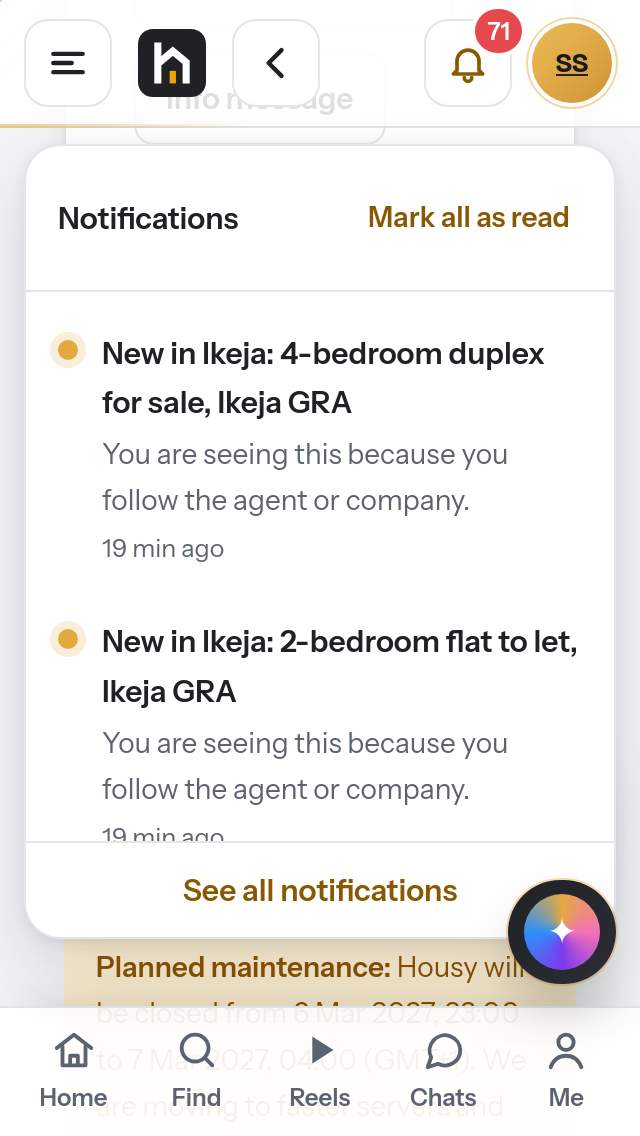 71
SS
Info message
Notifications
Mark all as read
New in Ikeja: 4-bedroom duplex
for sale, Ikeja GRA
You are seeing this because you
follow the agent or company.
19 min ago
New in Ikeja: 2-bedroom flat to let,
Ikeja GRA
You are seeing this because you
follow the agent or company.
19 min ago
See all notifications
Planned maintenance: Housy will
be closed from 6 Mar 2027, 23:00
to 7 Mar 2027, 04:00 (GMT+1). We
are moving to faster servers and
Home
Find
Reels
Chats
Me